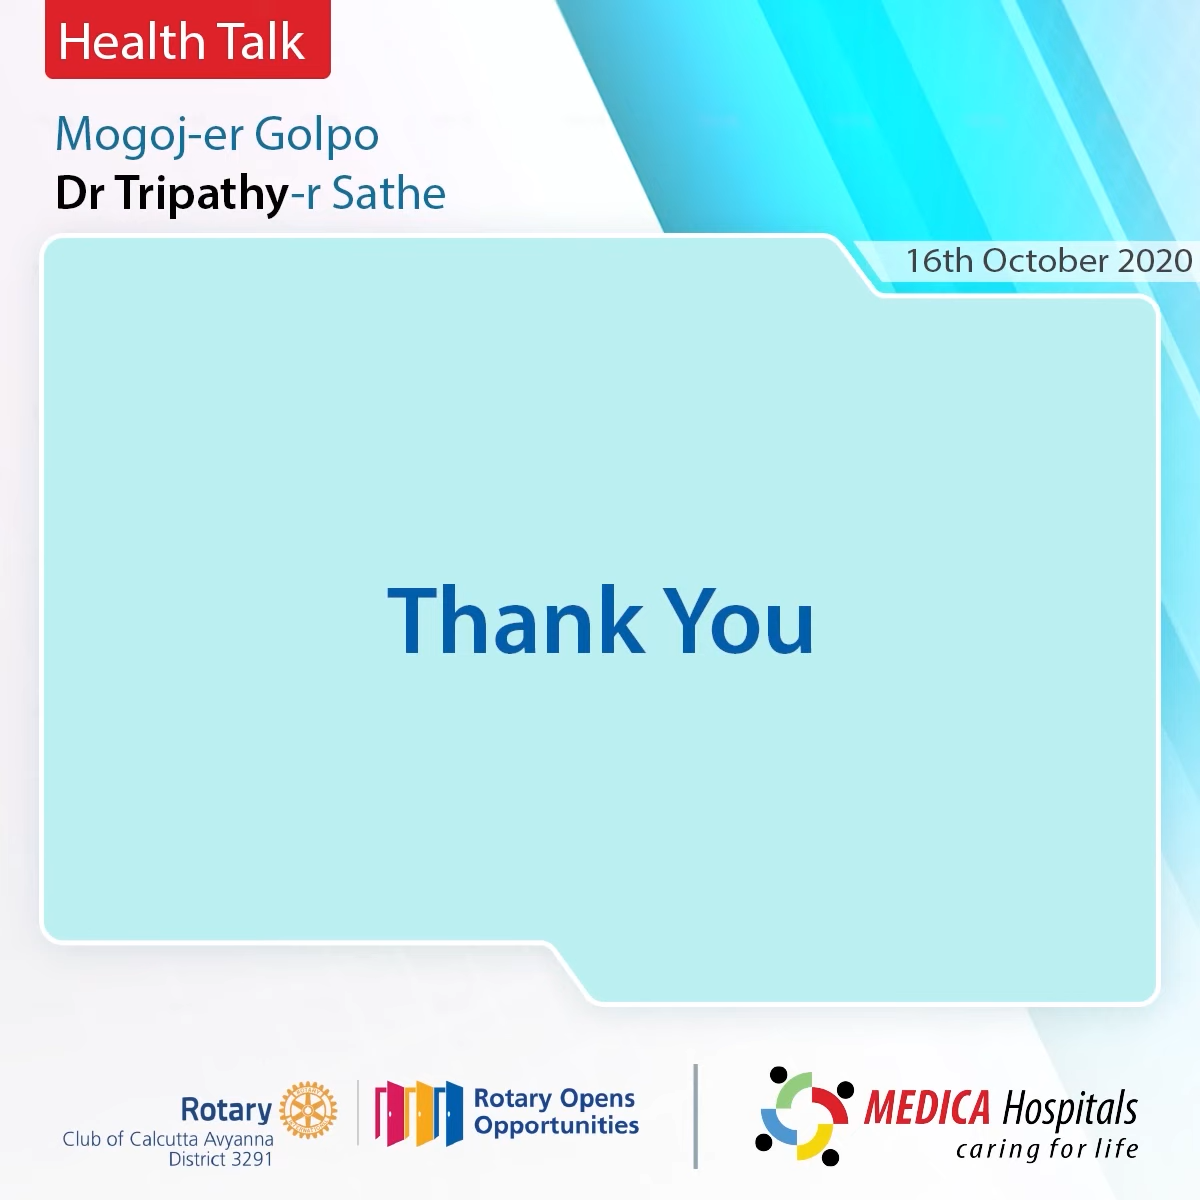 Health Talk
Mogoj-er Golpo
Dr Tripathy-r Sathe
16th October 2020
Thank You
Rotary
Club of Calcutta Avyanna
District 3291
Rotary Opens
Opportunities
MEDICA Hospitals
caring for life